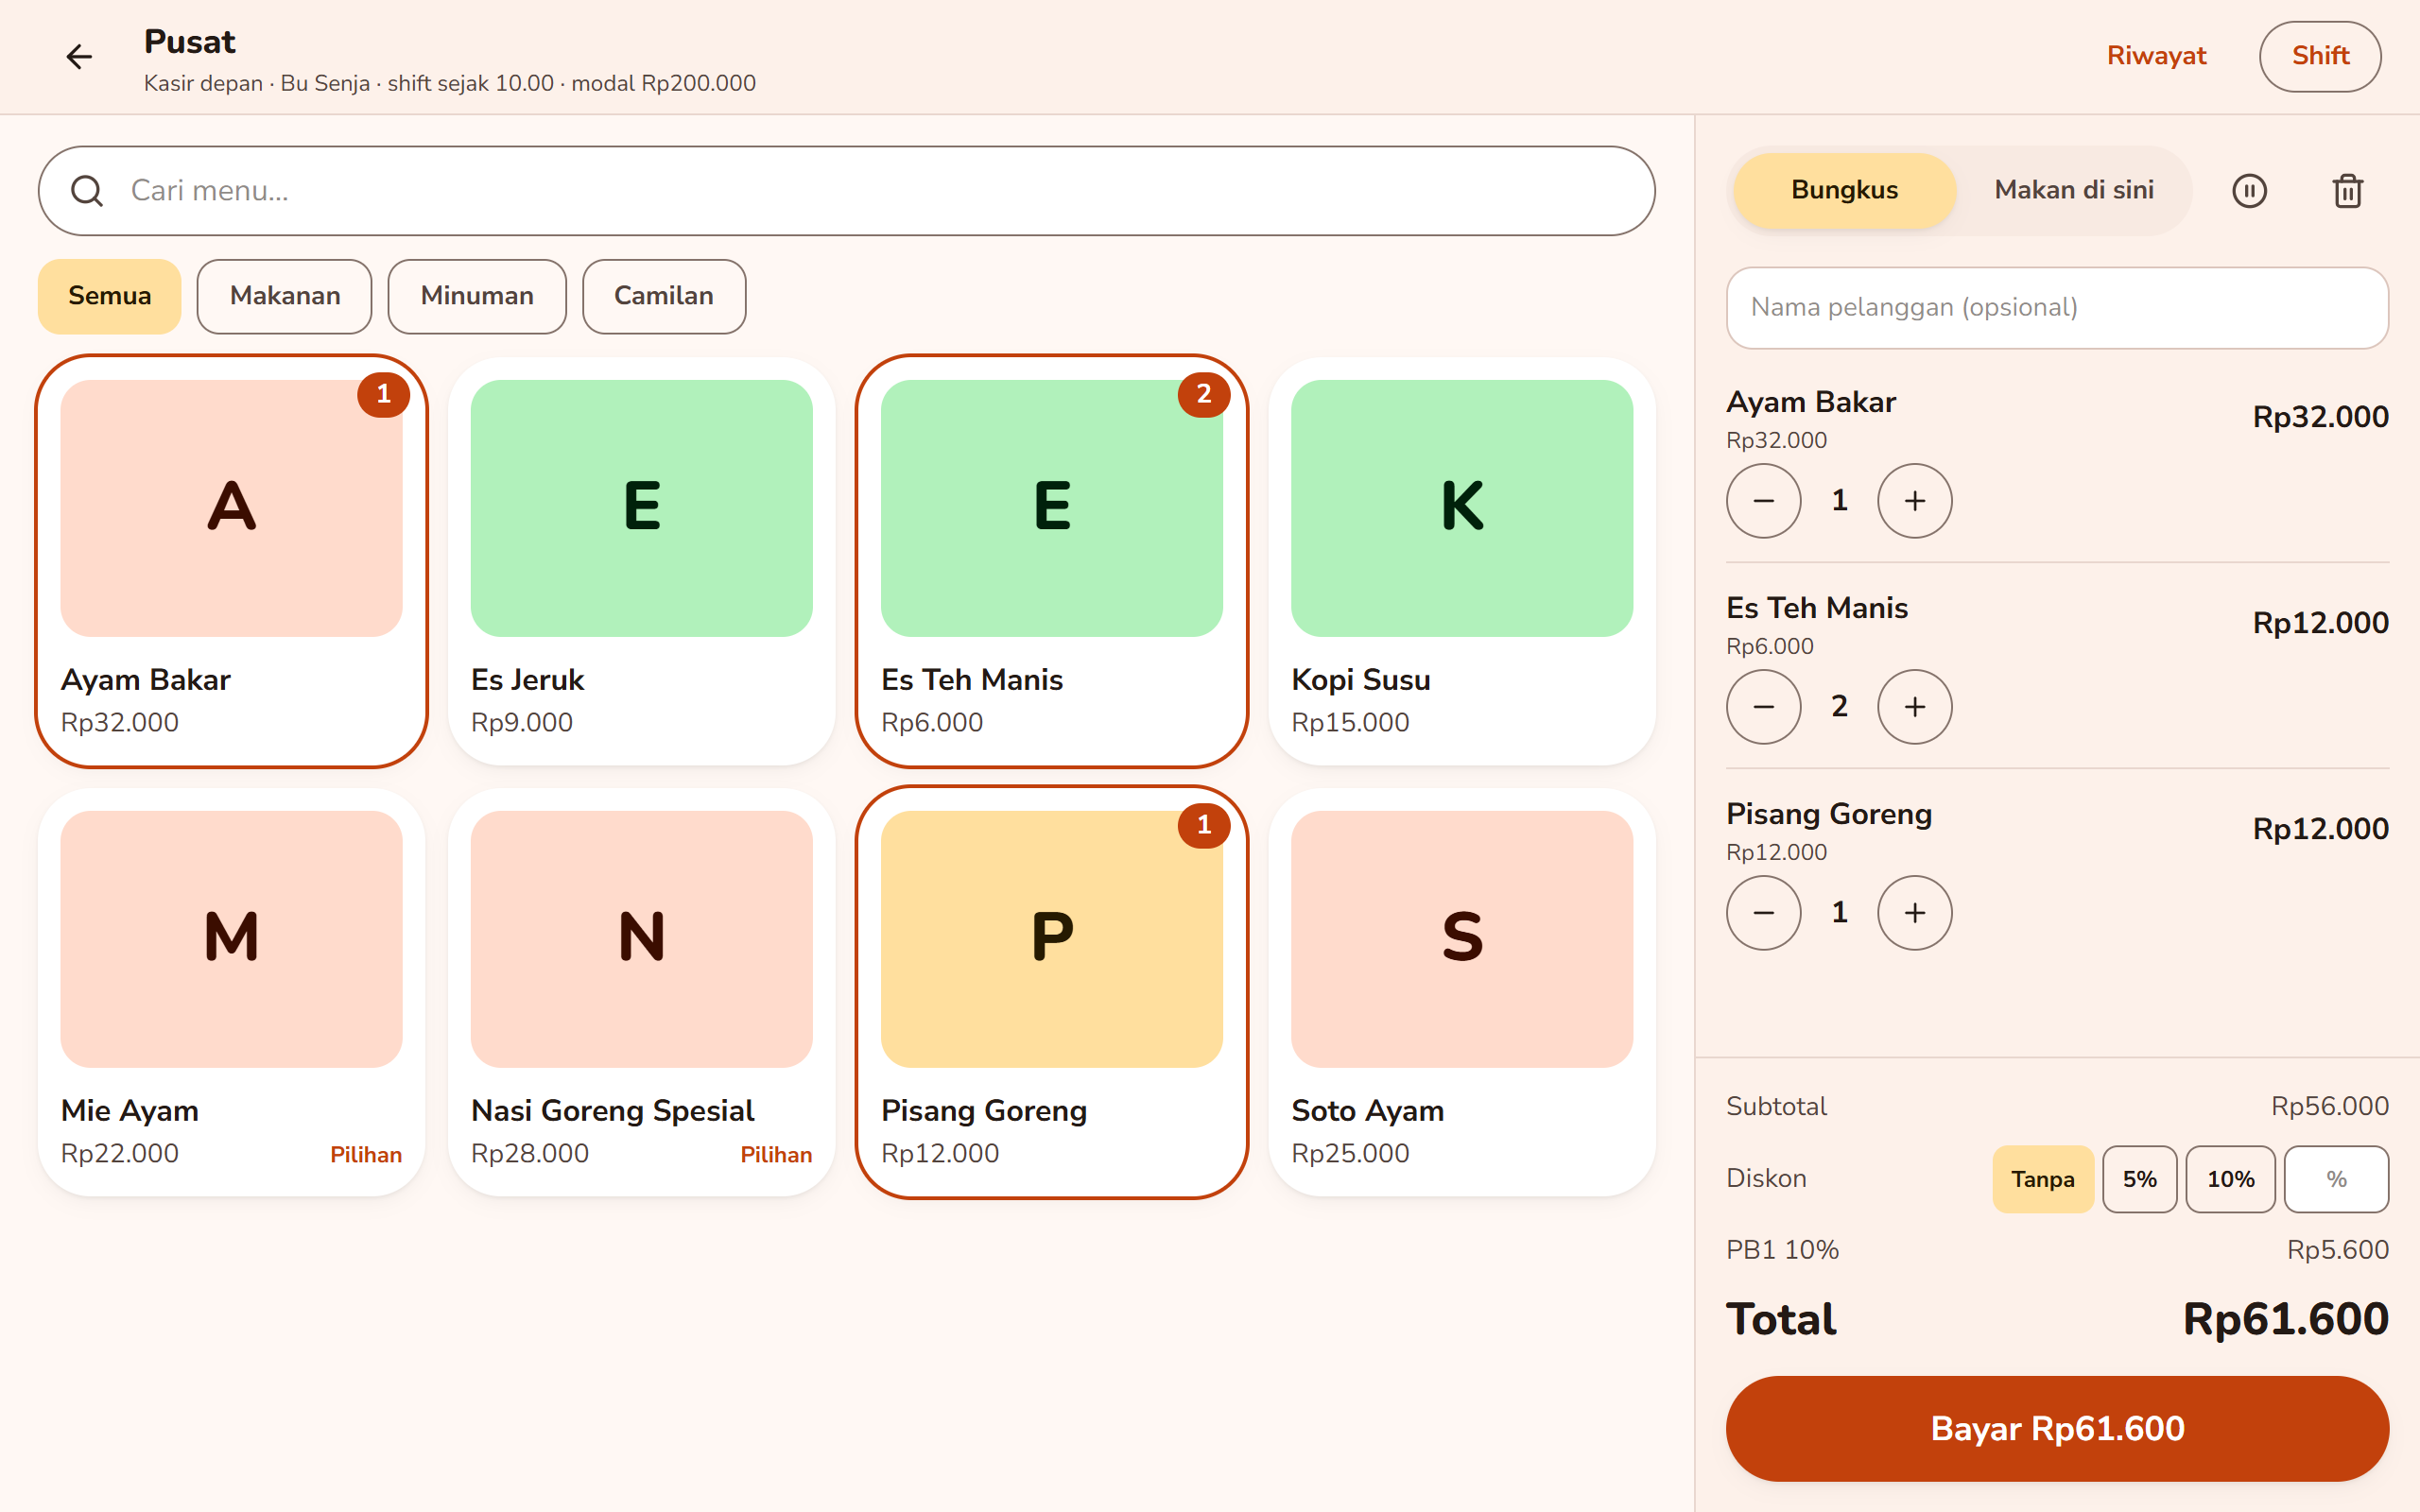 Pusat
Kasir depan · Bu Senja · shift sejak 10.00 · modal Rp200.000
Riwayat
Shift
Cari menu...
Semua
Makanan
Minuman
Camilan
A
1
Ayam Bakar
Rp32.000
E
Es Jeruk
Rp9.000
E
2
Es Teh Manis
Rp6.000
K
Kopi Susu
Rp15.000
M
Mie Ayam
Rp22.000
Pilihan
N
Nasi Goreng Spesial
Rp28.000
Pilihan
P
1
Pisang Goreng
Rp12.000
S
Soto Ayam
Rp25.000
Bungkus
Makan di sini
Nama pelanggan (opsional)
Ayam Bakar
Rp32.000
Rp32.000
− 1 +
Es Teh Manis
Rp12.000
Rp6.000
− 2 +
Pisang Goreng
Rp12.000
Rp12.000
− 1 +
Subtotal Rp56.000
Diskon Tanpa 5% 10% %
PB1 10% Rp5.600
Total Rp61.600
Bayar Rp61.600